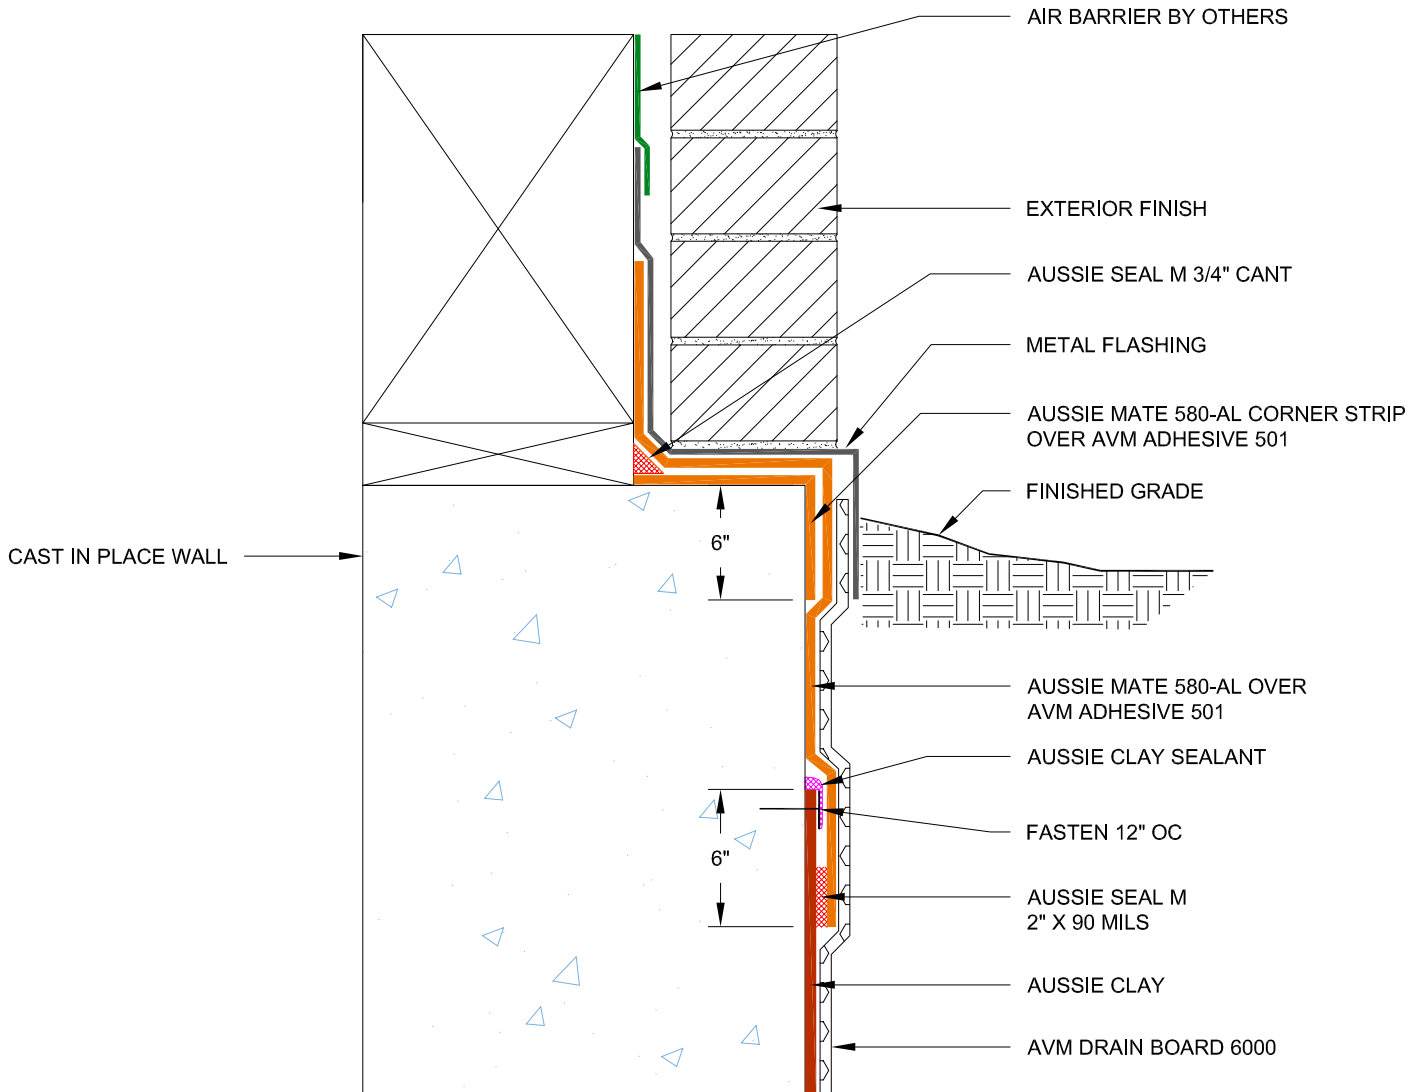 AIR BARRIER BY OTHERS
EXTERIOR FINISH
AUSSIE SEAL M 3/4" CANT
METAL FLASHING
AUSSIE MATE 580-AL CORNER STRIP
OVER AVM ADHESIVE 501
FINISHED GRADE
6"
CAST IN PLACE WALL
AUSSIE MATE 580-AL OVER
AVM ADHESIVE 501
AUSSIE CLAY SEALANT
FASTEN 12" OC
6"
AUSSIE SEAL M
2" X 90 MILS
AUSSIE CLAY
AVM DRAIN BOARD 6000